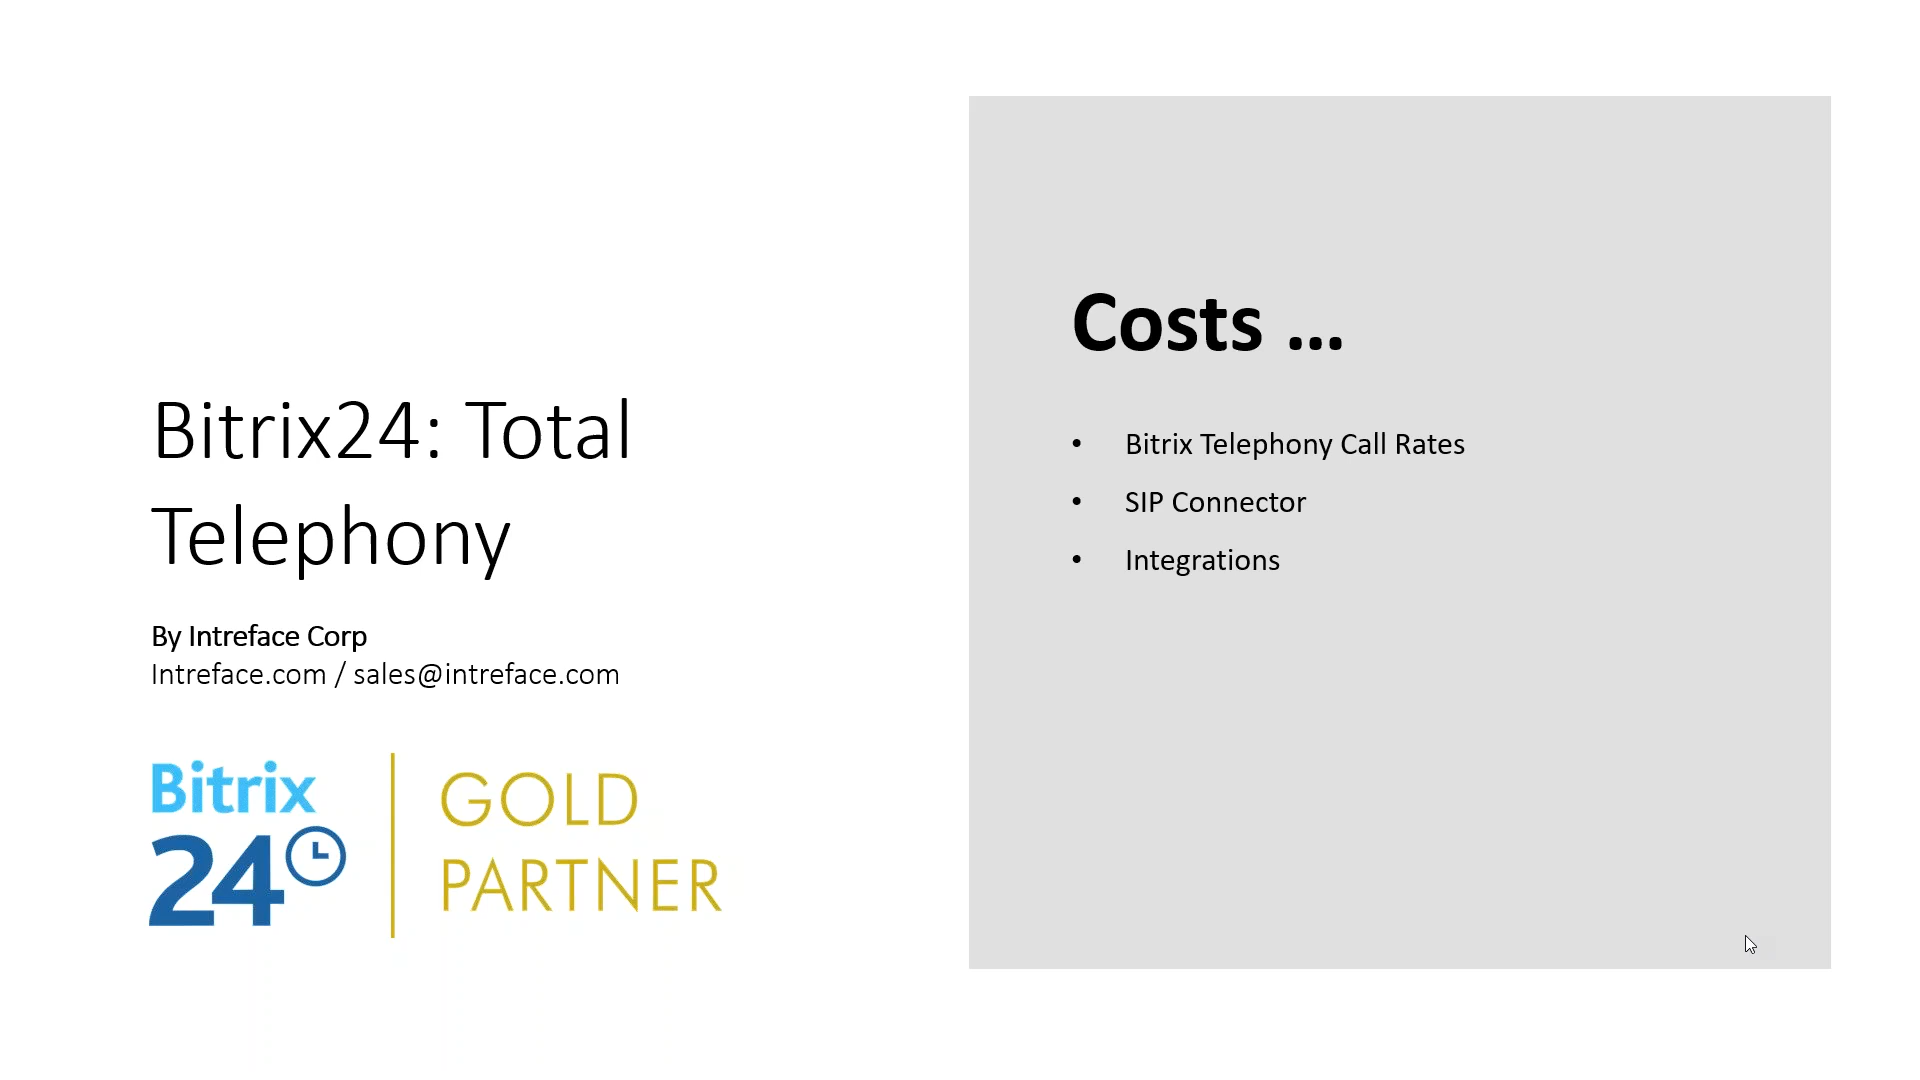 Bitrix24: Total
Telephony
By Intreface Corp
Intreface.com / sales@intreface.com
Bitrix
24
GOLD
PARTNER
Costs ...
• Bitrix Telephony Call Rates
• SIP Connector
• Integrations